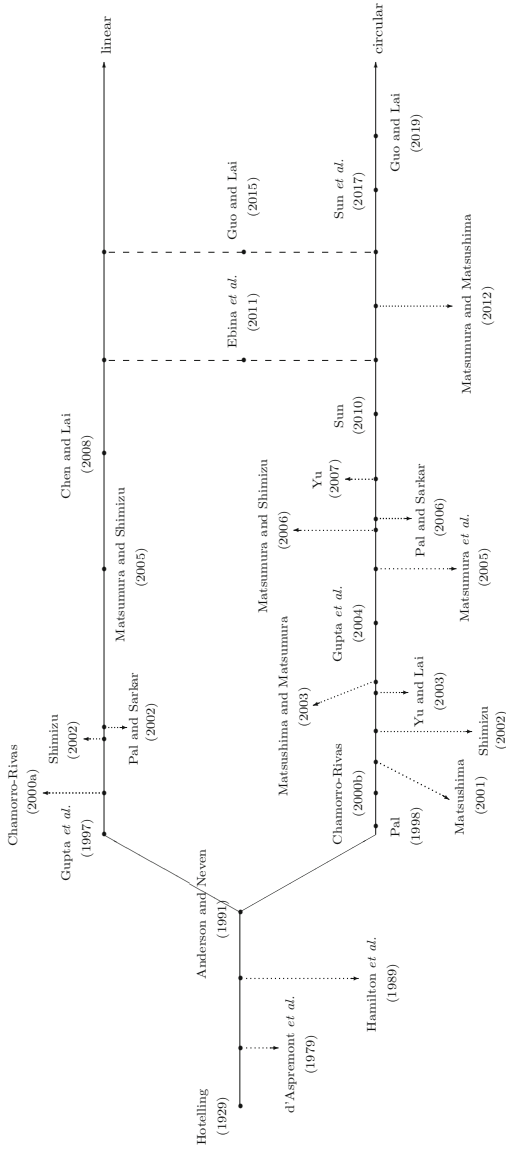 Hotelling
(1929)
d'Aspremont et al.
(1979)
Hamilton et al.
(1989)
Anderson and Neven
(1991)
linear
Gupta et al.
(1997)
Chamorro-Rivas
(2000a)
Shimizu
(2002)
Pal and Sarkar
(2002)
Matsumura and Shimizu
(2005)
Chen and Lai
(2008)
Ebina et al.
(2011)
Guo and Lai
(2015)
circular
Pal
(1998)
Chamorro-Rivas
(2000b)
Matsushima
(2001)
Shimizu
(2002)
Matsushima and Matsumura
(2003)
Yu and Lai
(2003)
Gupta et al.
(2004)
Matsumura et al.
(2005)
Matsumura and Shimizu
(2006)
Pal and Sarkar
(2006)
Yu
(2007)
Sun
(2010)
Matsumura and Matsushima
(2012)
Sun et al.
(2017)
Guo and Lai
(2019)